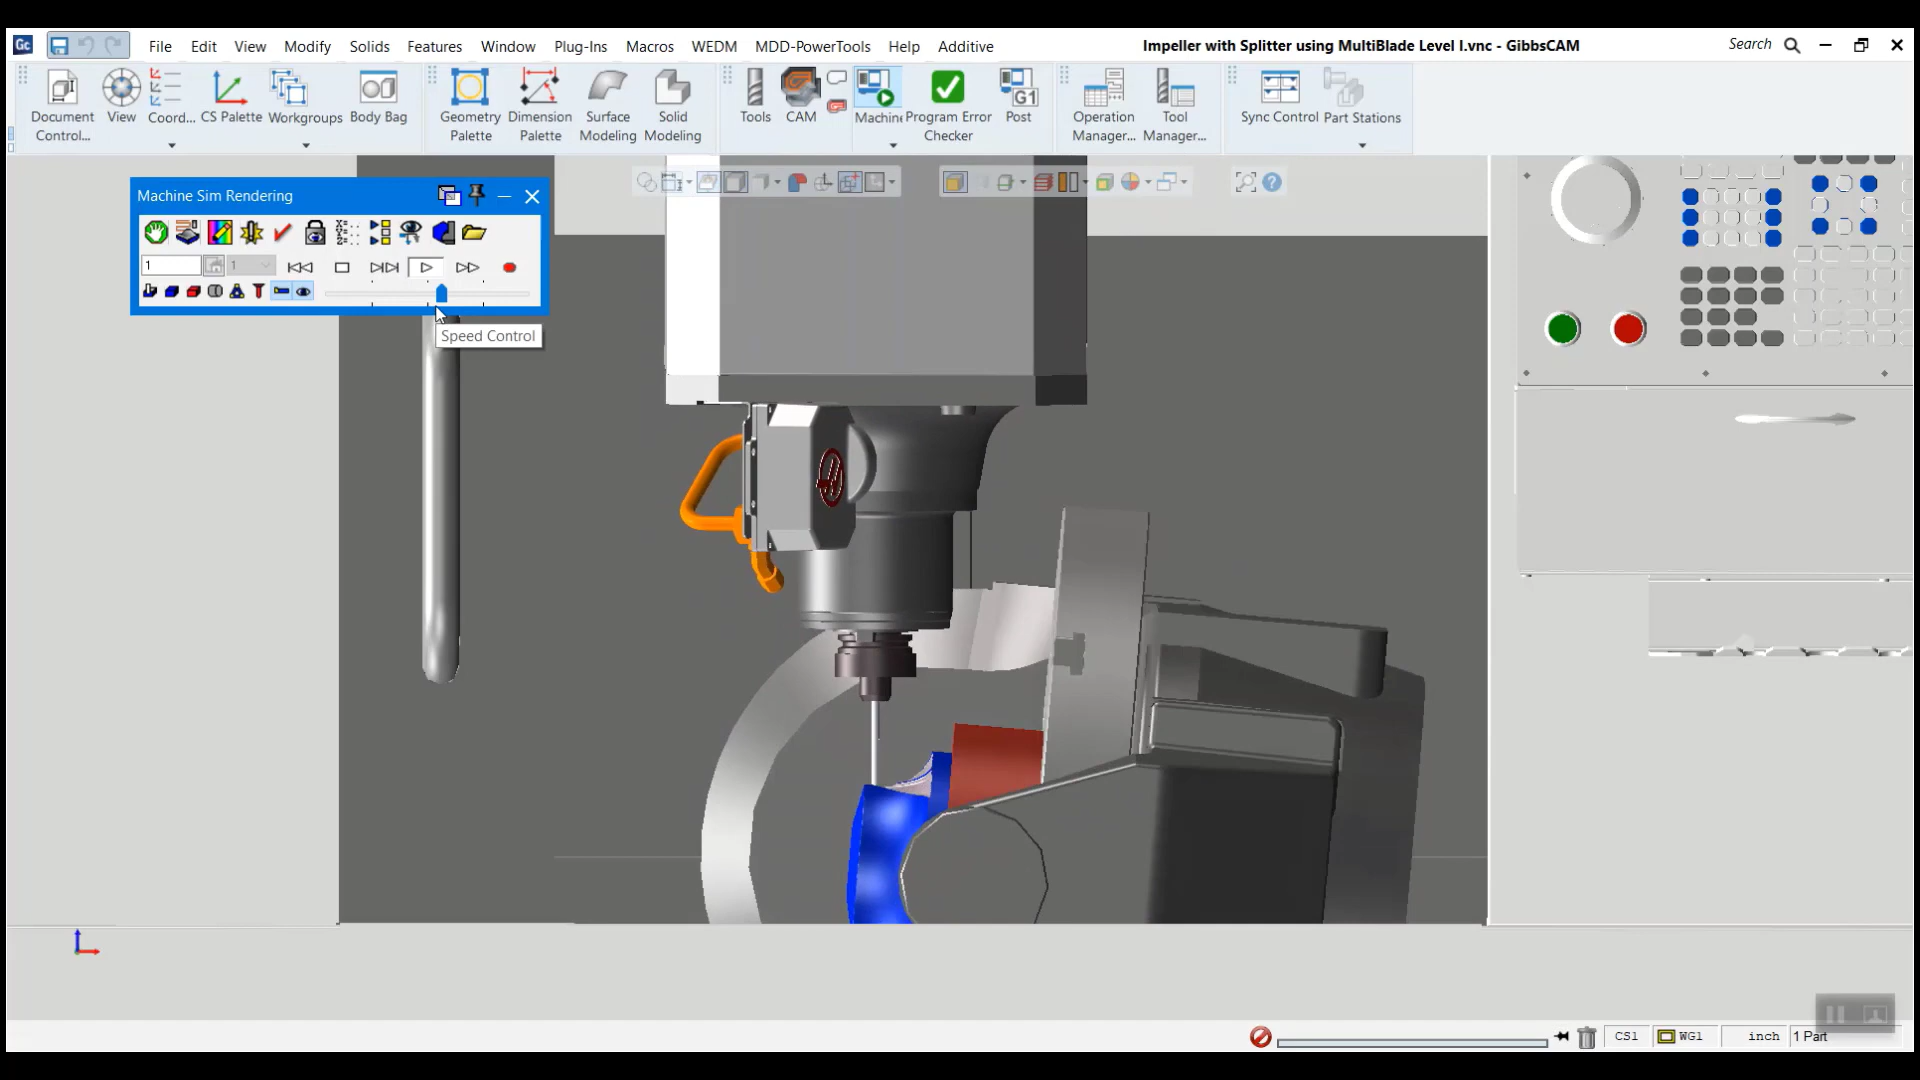 Gc
File Edit View Modify Solids Features Window Plug-Ins Macros WEDM MDD-PowerTools Help Additive
Impeller with Splitter using MultiBlade Level I.vnc - GibbsCAM
Search
Document Control...
View
Coord...
CS Palette
Workgroups
Body Bag
Geometry Palette
Dimension Palette
Surface Modeling
Solid Modeling
Tools
CAM
Machine
Program Error Checker
G1
Post
Operation Manager...
Tool Manager...
Sync Control
Part Stations
Machine Sim Rendering
1
1
Speed Control
CS1
WG1
inch
1 Part